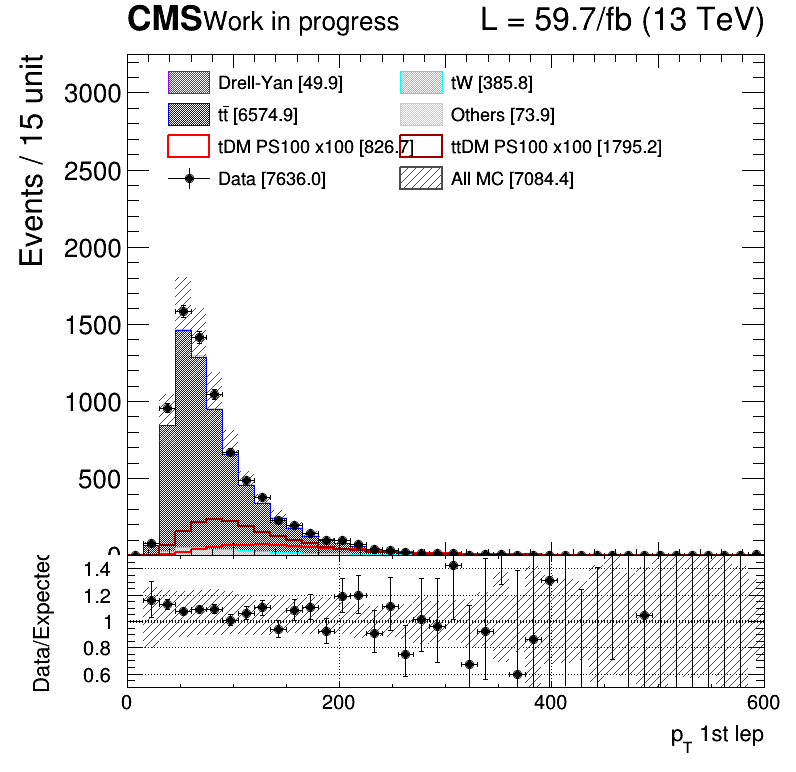 CMS Work in progress L = 59.7/fb (13 TeV)
Events / 15 unit
3000
2500
2000
1500
1000
500
0
Drell-Yan [49.9] tW [385.8]
tt̄ [6574.9] Others [73.9]
tDM PS100 x100 [826.7] ttDM PS100 x100 [1795.2]
Data [7636.0] All MC [7084.4]
Data/Expected
1.4
1.2
1
0.8
0.6
0 200 400 600
pT 1st lep